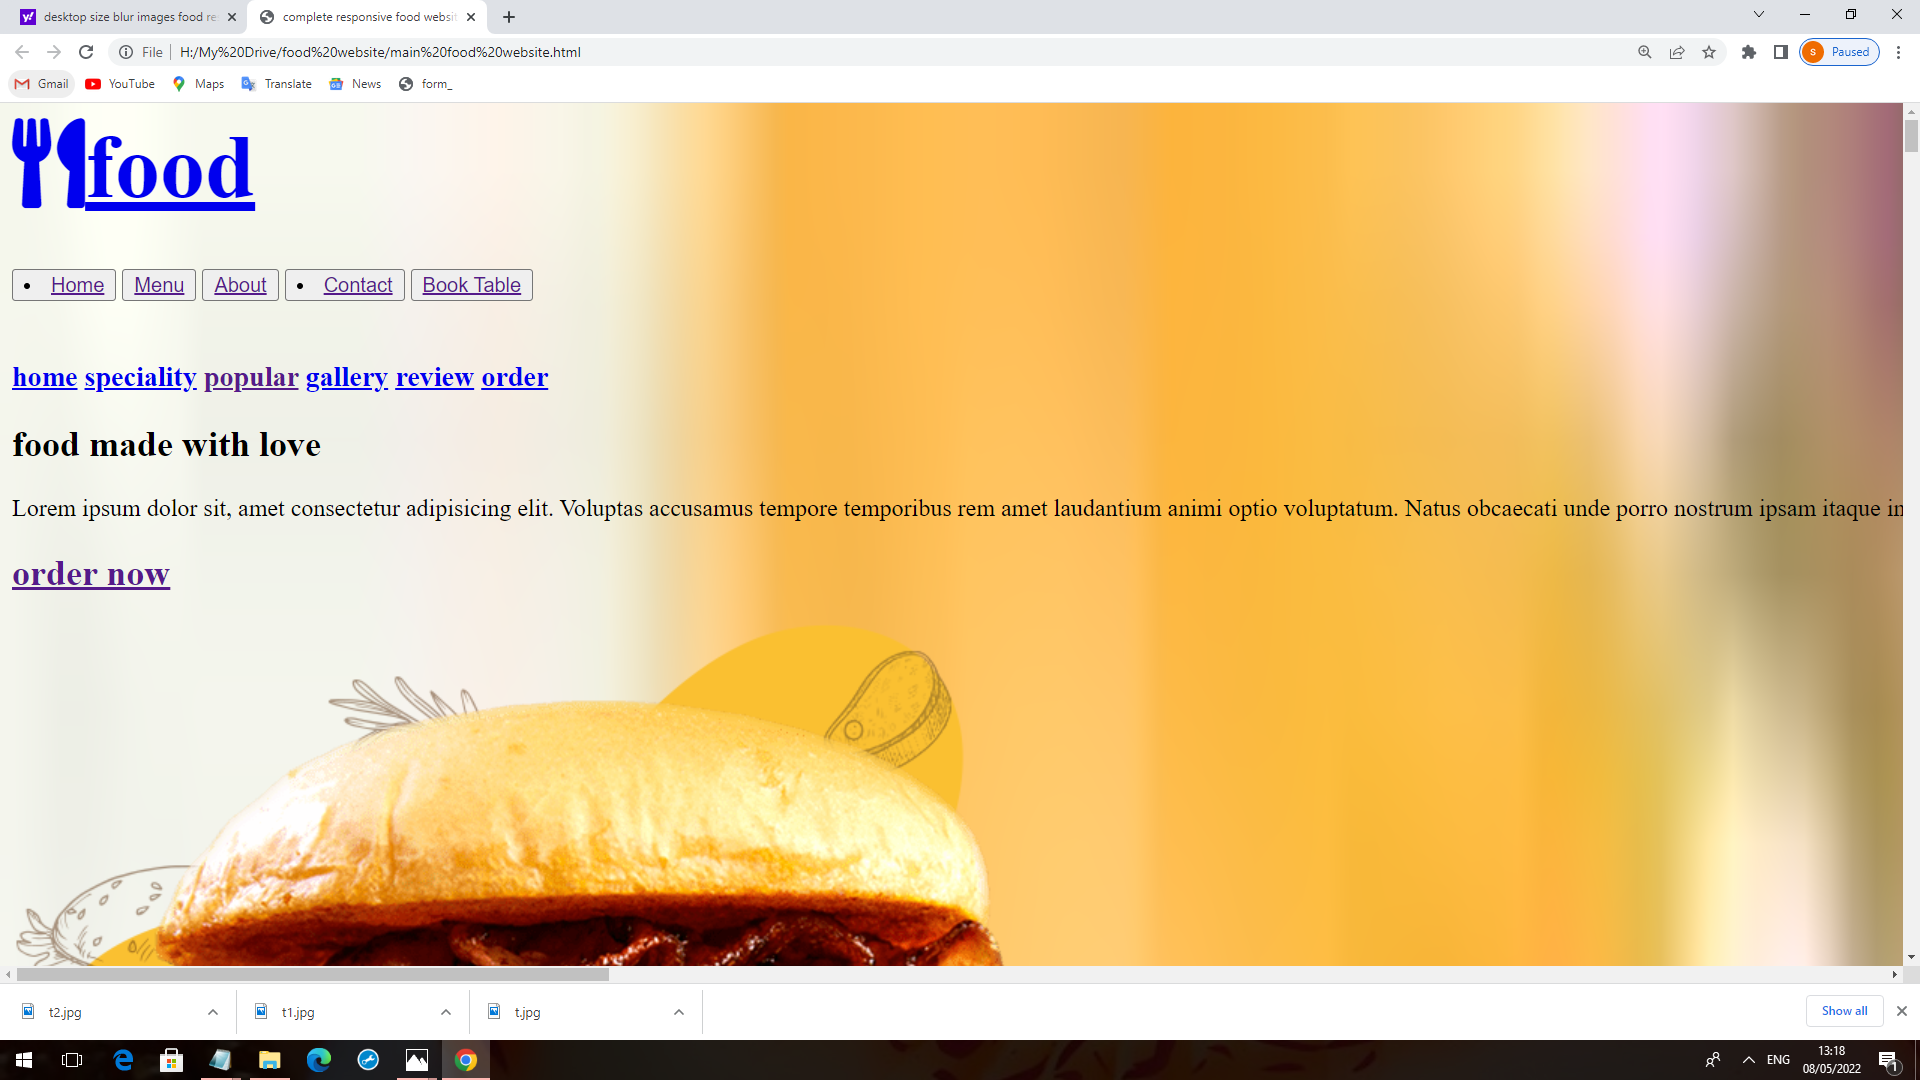 desktop size blur images food re
complete responsive food websit
File
H:/My%20Drive/food%20website/main%20food%20website.html
S
Paused
Gmail
YouTube
Maps
Translate
News
form_
food
Home
Menu
About
Contact
Book Table
home speciality popular gallery review order
food made with love
Lorem ipsum dolor sit, amet consectetur adipisicing elit. Voluptas accusamus tempore temporibus rem amet laudantium animi optio voluptatum. Natus obcaecati unde porro nostrum ipsam itaque in
order now
t2.jpg
t1.jpg
t.jpg
Show all
ENG
13:18
08/05/2022
1